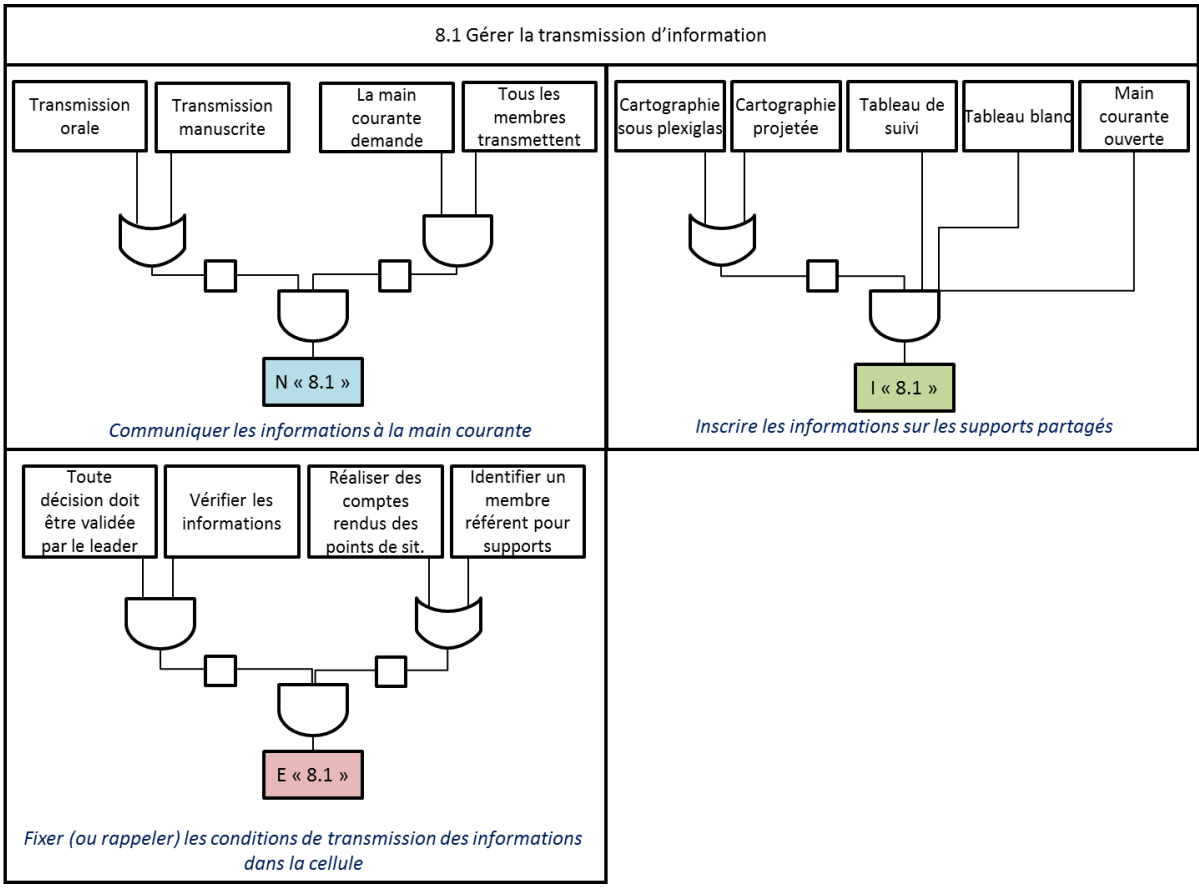 8.1 Gérer la transmission d’information
Transmission
orale
Transmission
manuscrite
La main
courante
demande
Tous les
membres
transmettent
N « 8.1 »
Communiquer les informations à la main courante
Cartographie
sous plexiglas
Cartographie
projetée
Tableau de
suivi
Tableau blanc
Main
courante
ouverte
I « 8.1 »
Inscrire les informations sur les supports partagés
Toute
décision doit
être validée
par le leader
Vérifier les
informations
Réaliser des
comptes
rendus des
points de sit.
Identifier un
membre
référent pour
supports
E « 8.1 »
Fixer (ou rappeler) les conditions de transmission des informations
dans la cellule